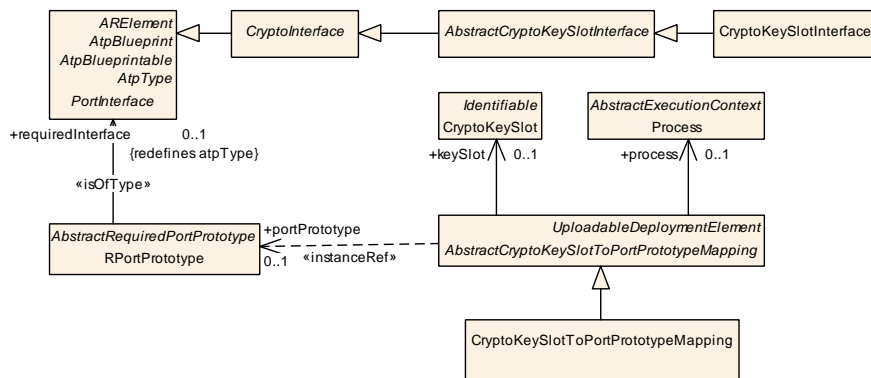 ARElement
AtpBlueprint
AtpBlueprintable
AtpType
PortInterface
CryptoInterface
AbstractCryptoKeySlotInterface
CryptoKeySlotInterface
Identifiable
CryptoKeySlot
AbstractExecutionContext
Process
+requiredInterface
0..1
{redefines atpType}
+keySlot
0..1
+process
0..1
«isOfType»
AbstractRequiredPortPrototype
RPortPrototype
+portPrototype
0..1
«instanceRef»
UploadableDeploymentElement
AbstractCryptoKeySlotToPortPrototypeMapping
CryptoKeySlotToPortPrototypeMapping